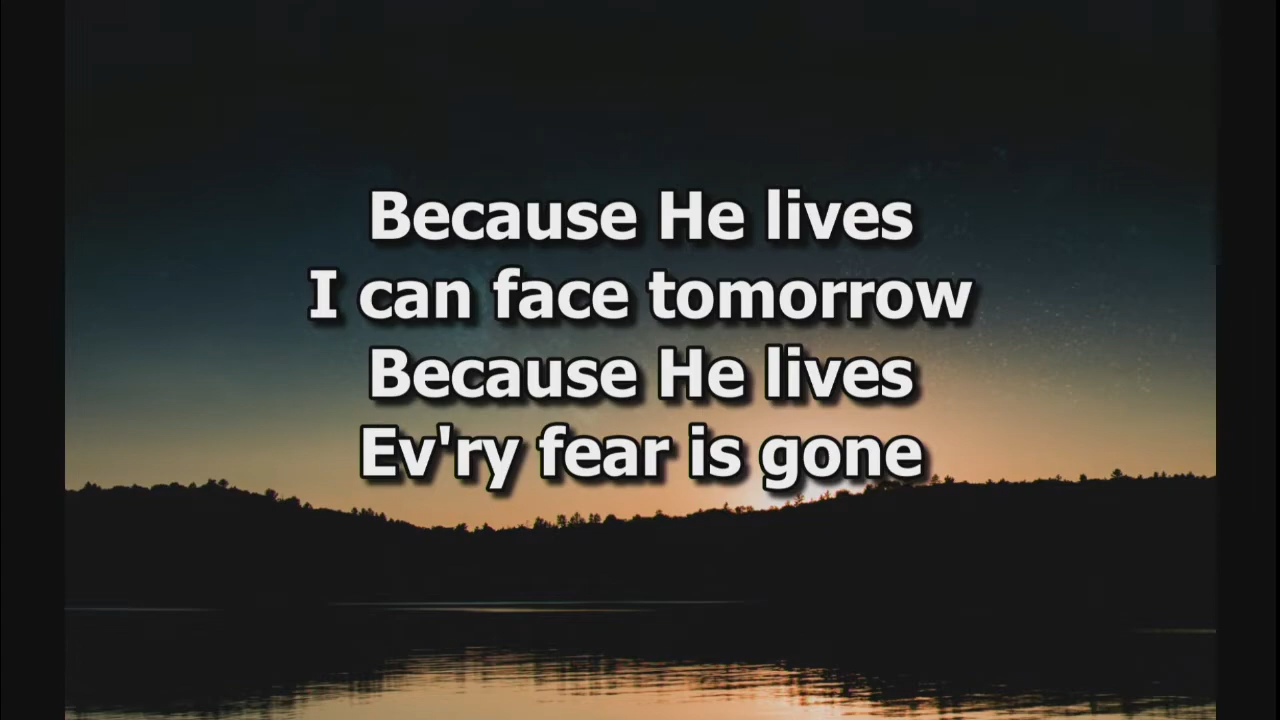 Because He lives
I can face tomorrow
Because He lives
Ev'ry fear is gone